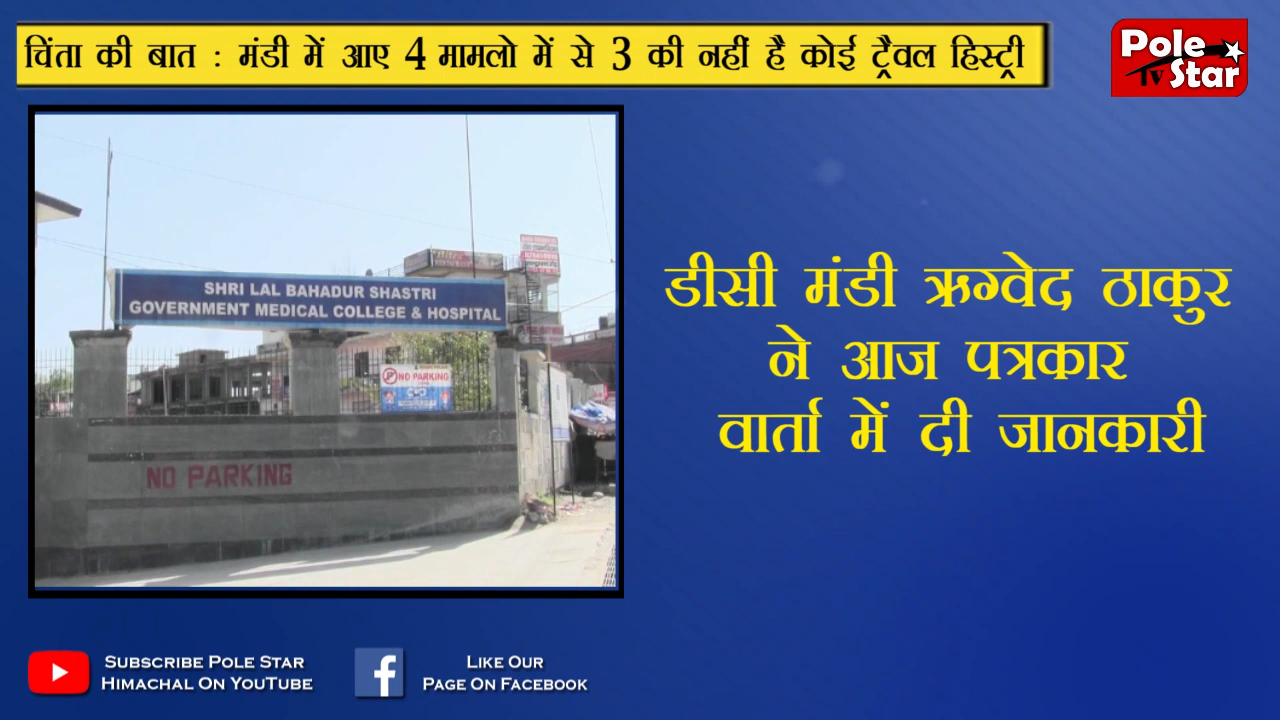 चिंता की बात : मंडी में आए 4 मामलो में से 3 की नहीं है कोई ट्रैवल हिस्ट्री
Pole
Tv Star
SHRI LAL BAHADUR SHASTRI
GOVERNMENT MEDICAL COLLEGE & HOSPITAL
NO PARKING
NO PARKING
डीसी मंडी ऋग्वेद ठाकुर
ने आज पत्रकार
वार्ता में दी जानकारी
SUBSCRIBE POLE STAR
HIMACHAL ON YOUTUBE
LIKE OUR
PAGE ON FACEBOOK